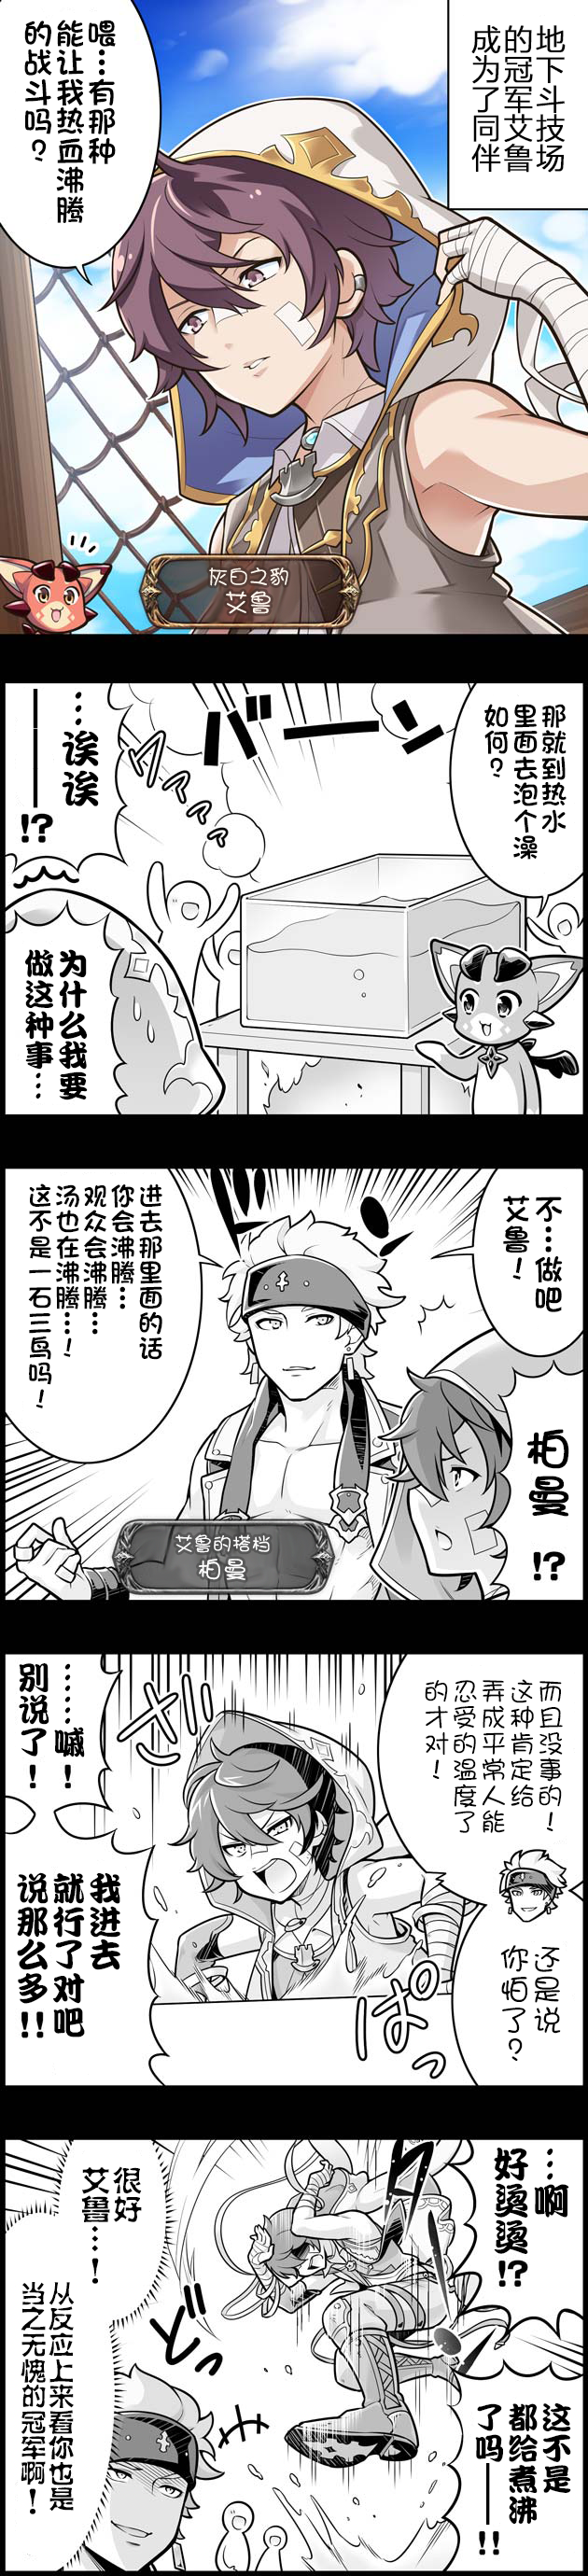 地下斗技场
的冠军艾鲁
成为了同伴
喂…有那种
能让我热血沸腾
的战斗吗？
灰白之豹
艾鲁
那就到热水
里面去泡个澡
如何？
バーン
…诶诶
――!?
为什么我要
做这种事…
不…做吧
艾鲁！
柏曼!?
进去那里面的话
你会沸腾…
观众会沸腾…
汤也在沸腾…！
这不是一石三鸟吗！
艾鲁的搭档
柏曼
而且没事的！
这种肯定给
弄成平常人能
忍受的温度了
的才对！
还是说
你怕了？
……嘁！
别说了！
我进去
就行了对吧
说那么多!!
ぱっ
…啊
好烫烫!?
这不是
都给煮沸
了吗――!!
どっ
很好
艾鲁…！
从反应上来看你也是
当之无愧的冠军啊！